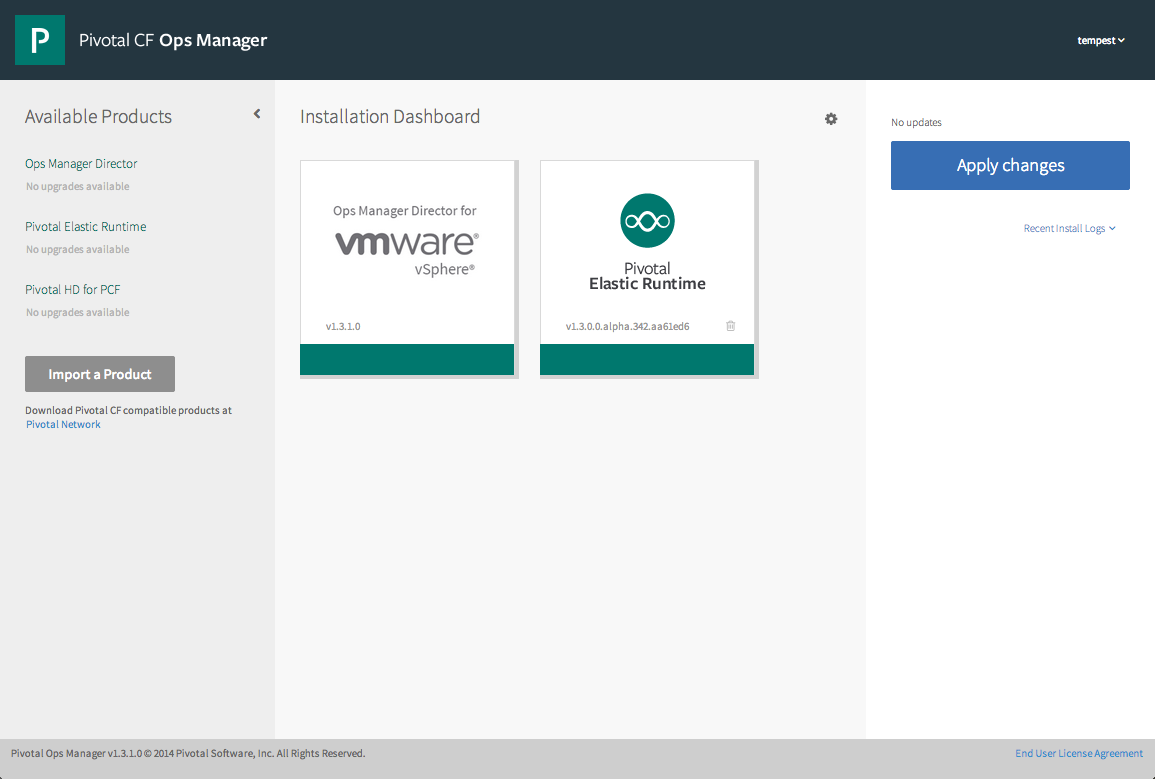 P
Pivotal CF Ops Manager
tempest
Available Products
Ops Manager Director
No upgrades available
Pivotal Elastic Runtime
No upgrades available
Pivotal HD for PCF
No upgrades available
Import a Product
Download Pivotal CF compatible products at
Pivotal Network
Installation Dashboard
Ops Manager Director for
vmware®
vSphere®
v1.3.1.0
Pivotal
Elastic Runtime
v1.3.0.0.alpha.342.aa61ed6
No updates
Apply changes
Recent Install Logs
Pivotal Ops Manager v1.3.1.0 © 2014 Pivotal Software, Inc. All Rights Reserved.
End User License Agreement